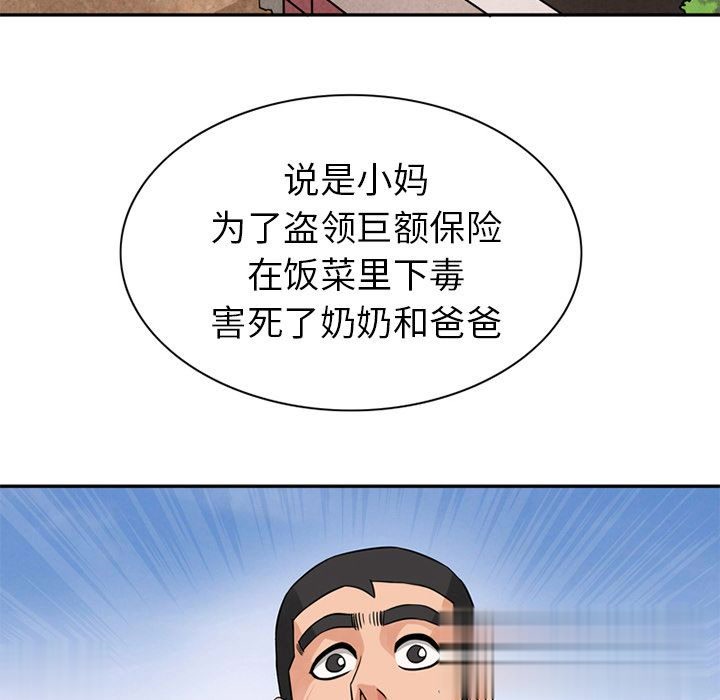 说是小妈
为了盗领巨额保险
在饭菜里下毒
害死了奶奶和爸爸